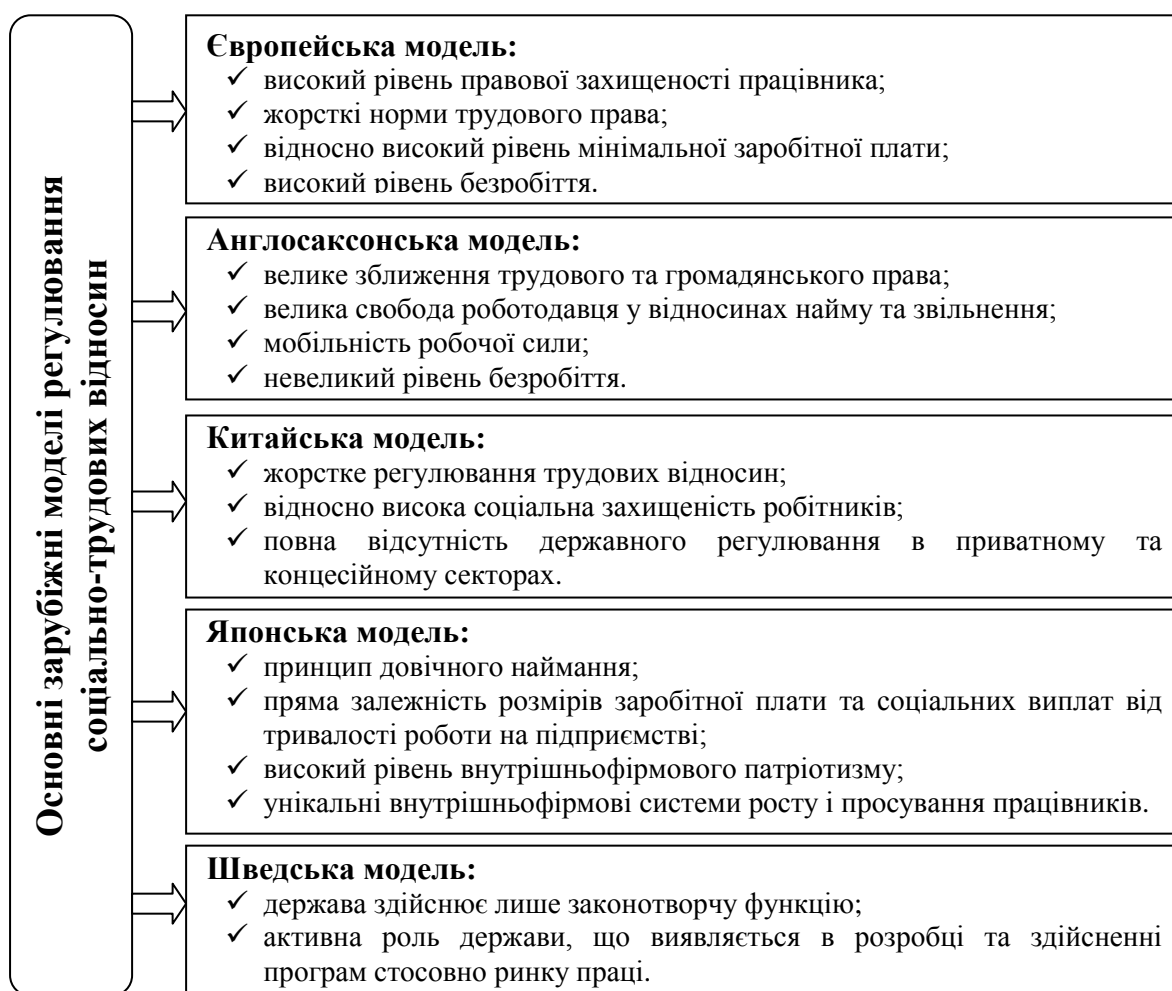 Основні зарубіжні моделі регулювання
соціально-трудових відносин
Європейська модель:
✓ високий рівень правової захищеності працівника;
✓ жорсткі норми трудового права;
✓ відносно високий рівень мінімальної заробітної плати;
✓ високий рівень безробіття.
Англосаксонська модель:
✓ велике зближення трудового та громадянського права;
✓ велика свобода роботодавця у відносинах найму та звільнення;
✓ мобільність робочої сили;
✓ невеликий рівень безробіття.
Китайська модель:
✓ жорстке регулювання трудових відносин;
✓ відносно висока соціальна захищеність робітників;
✓ повна відсутність державного регулювання в приватному та
концесійному секторах.
Японська модель:
✓ принцип довічного наймання;
✓ пряма залежність розмірів заробітної плати та соціальних виплат від
тривалості роботи на підприємстві;
✓ високий рівень внутрішньофірмового патріотизму;
✓ унікальні внутрішньофірмові системи росту і просування працівників.
Шведська модель:
✓ держава здійснює лише законотворчу функцію;
✓ активна роль держави, що виявляється в розробці та здійсненні
програм стосовно ринку праці.